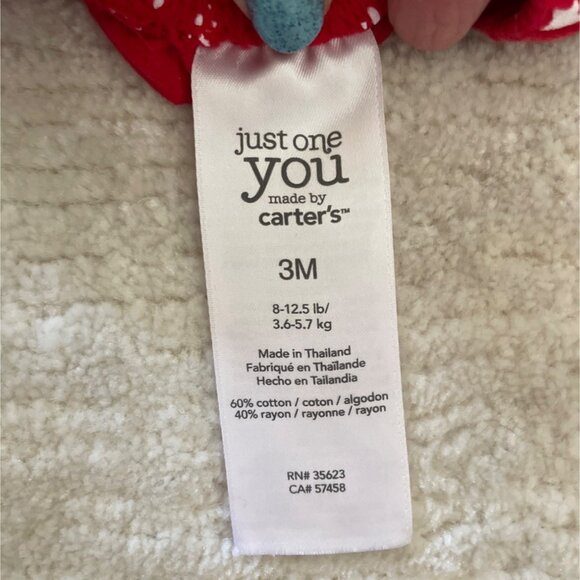 just one
you
made by
carter's™
3M
8-12.5 lb/
3.6-5.7 kg
Made in Thailand
Fabriqué en Thaïlande
Hecho en Tailandia
60% cotton / coton / algodon
40% rayon / rayonne / rayon
RN# 35623
CA# 57458